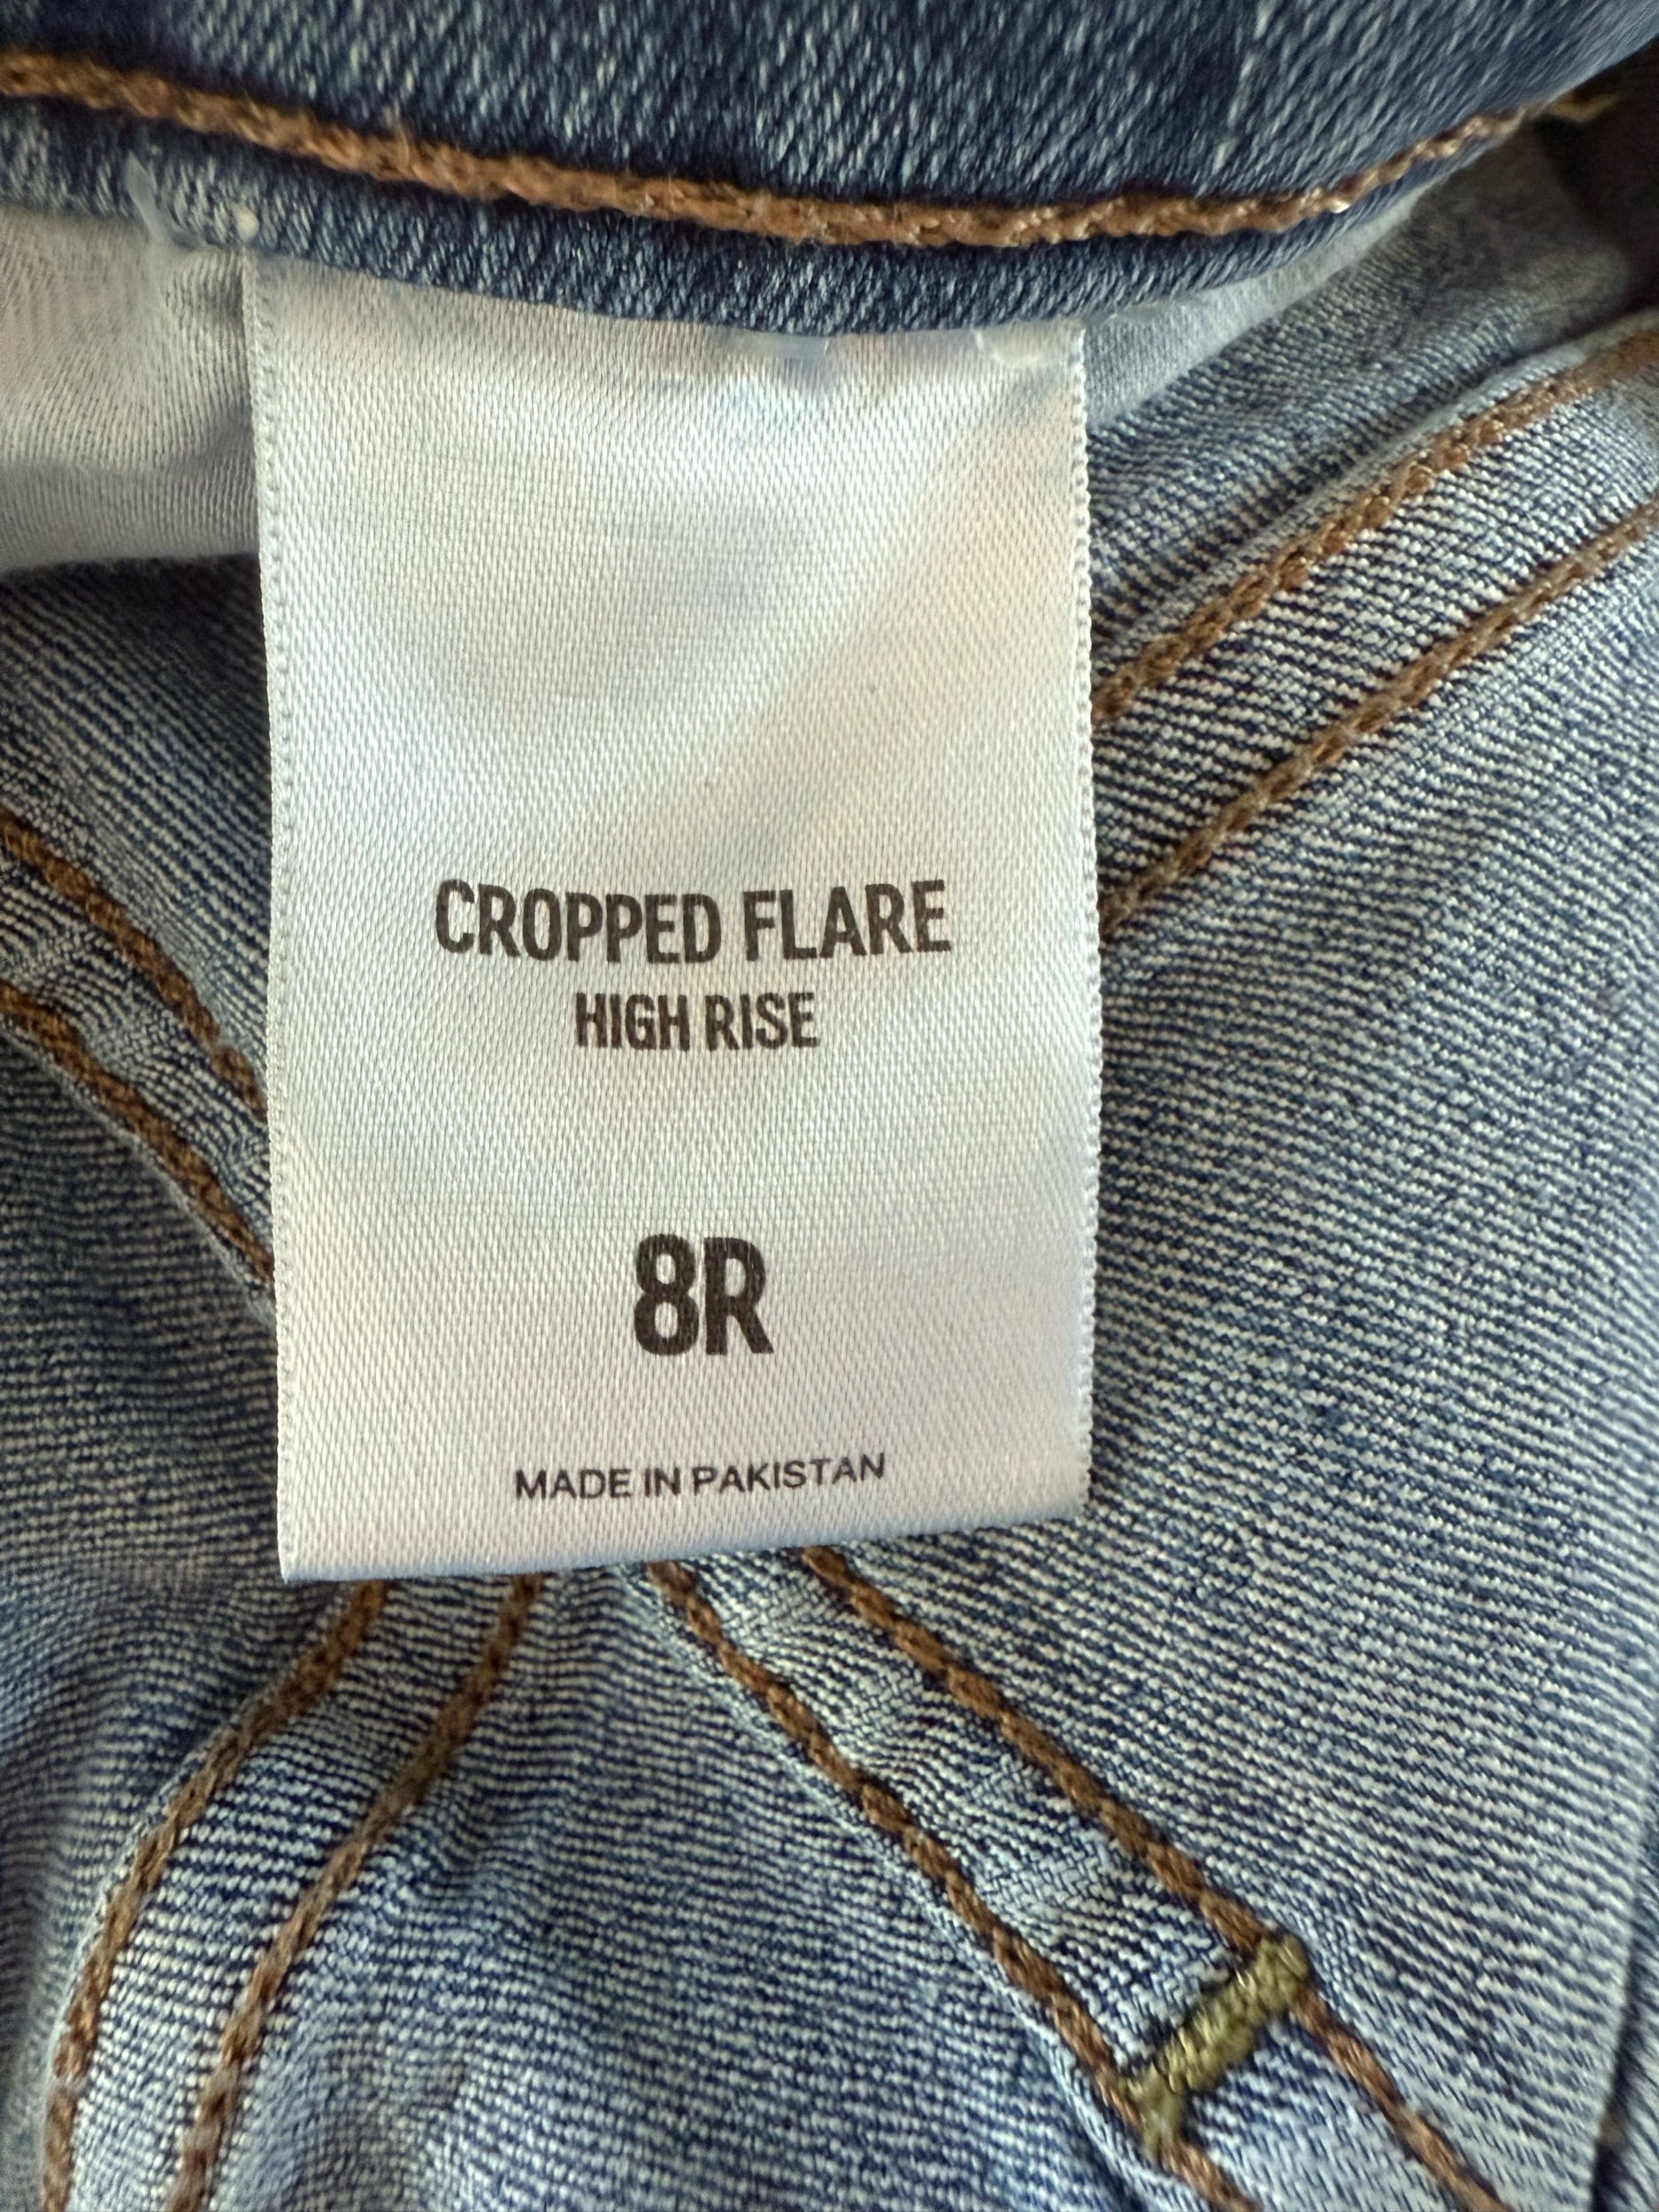 CROPPED FLARE
HIGH RISE
8R
MADE IN PAKISTAN